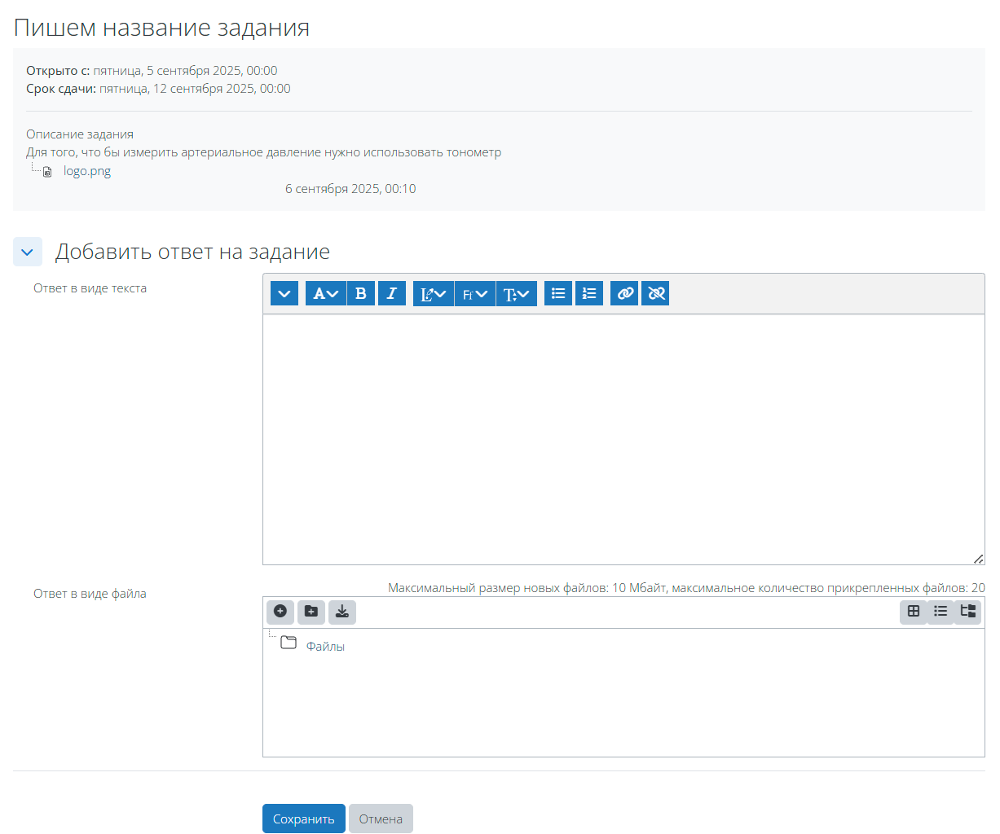 Пишем название задания
Открыто с: пятница, 5 сентября 2025, 00:00
Срок сдачи: пятница, 12 сентября 2025, 00:00
Описание задания
Для того, что бы измерить артериальное давление нужно использовать тонометр
logo.png
6 сентября 2025, 00:10
Добавить ответ на задание
Ответ в виде текста
Ответ в виде файла
Максимальный размер новых файлов: 10 Мбайт, максимальное количество прикрепленных файлов: 20
Файлы
Сохранить Отмена